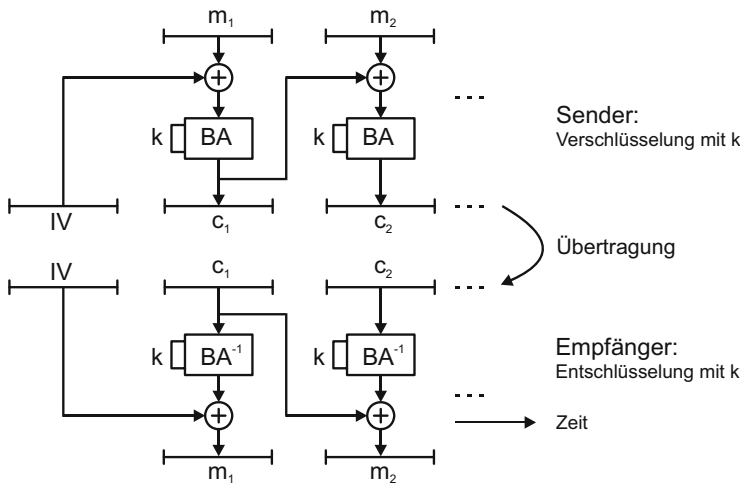 m₁ m₂
k BA k BA
Sender:
Verschlüsselung mit k
IV c₁ c₂
Übertragung
IV c₁ c₂
k BA⁻¹ k BA⁻¹
Empfänger:
Entschlüsselung mit k
Zeit
m₁ m₂